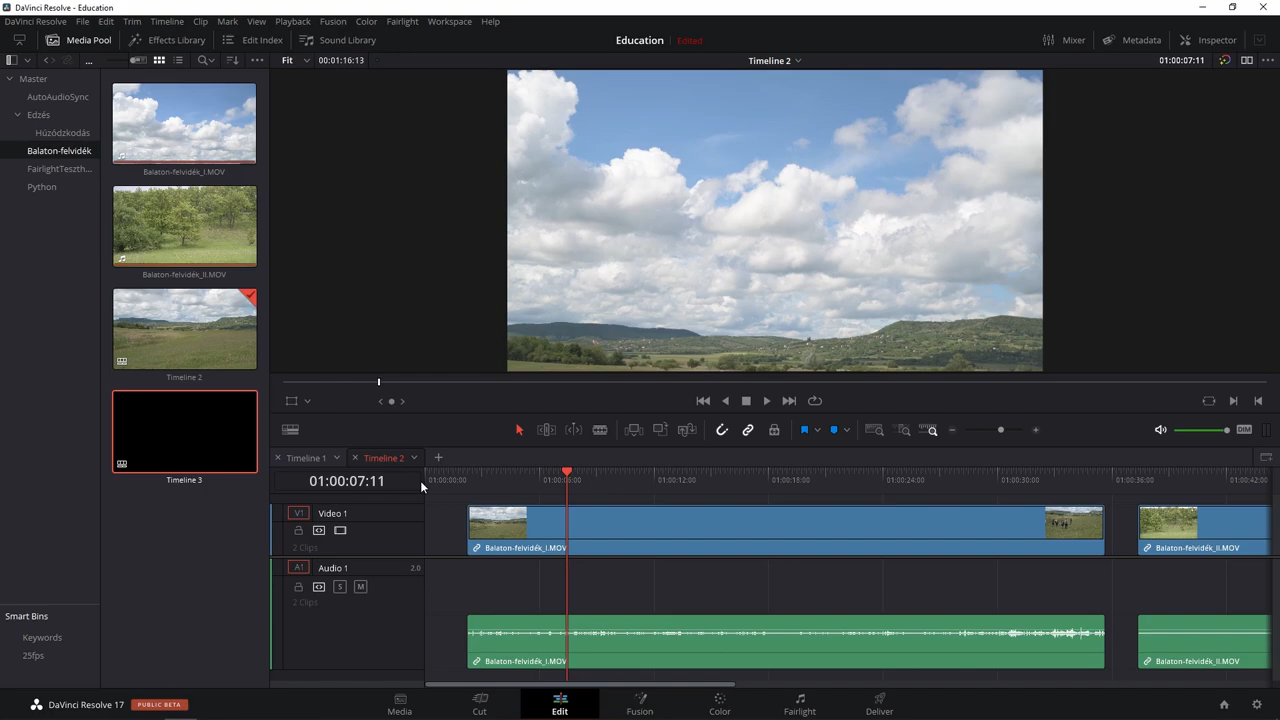 DaVinci Resolve - Education
DaVinci Resolve File Edit Trim Timeline Clip Mark View Playback Fusion Color Fairlight Workspace Help
Media Pool Effects Library Edit Index Sound Library Education Edited Mixer Metadata Inspector
... Fit 00:01:16:13 Timeline 2 01:00:07:11
Master
AutoAudioSync
Edzés
Húzódzkodás
Balaton-felvidék
FairlightTeszth...
Python
Balaton-felvidék_I.MOV
Balaton-felvidék_II.MOV
Timeline 2
Timeline 3
Smart Bins
Keywords
25fps
DIM
Timeline 1 Timeline 2
01:00:07:11
01:00:00:00 01:00:06:00 01:00:12:00 01:00:18:00 01:00:24:00 01:00:30:00 01:00:36:00 01:00:42:00
V1 Video 1
2 Clips
Balaton-felvidék_I.MOV Balaton-felvidék_II.MOV
A1 Audio 1 2.0
S M
2 Clips
Balaton-felvidék_I.MOV Balaton-felvidék_II.MOV
DaVinci Resolve 17 PUBLIC BETA
Media Cut Edit Fusion Color Fairlight Deliver